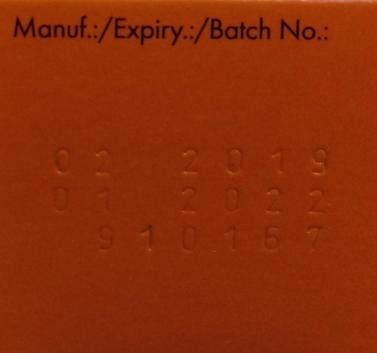 Manuf.:/Expiry.:/Batch No.:
02 2019
01 2022
910167